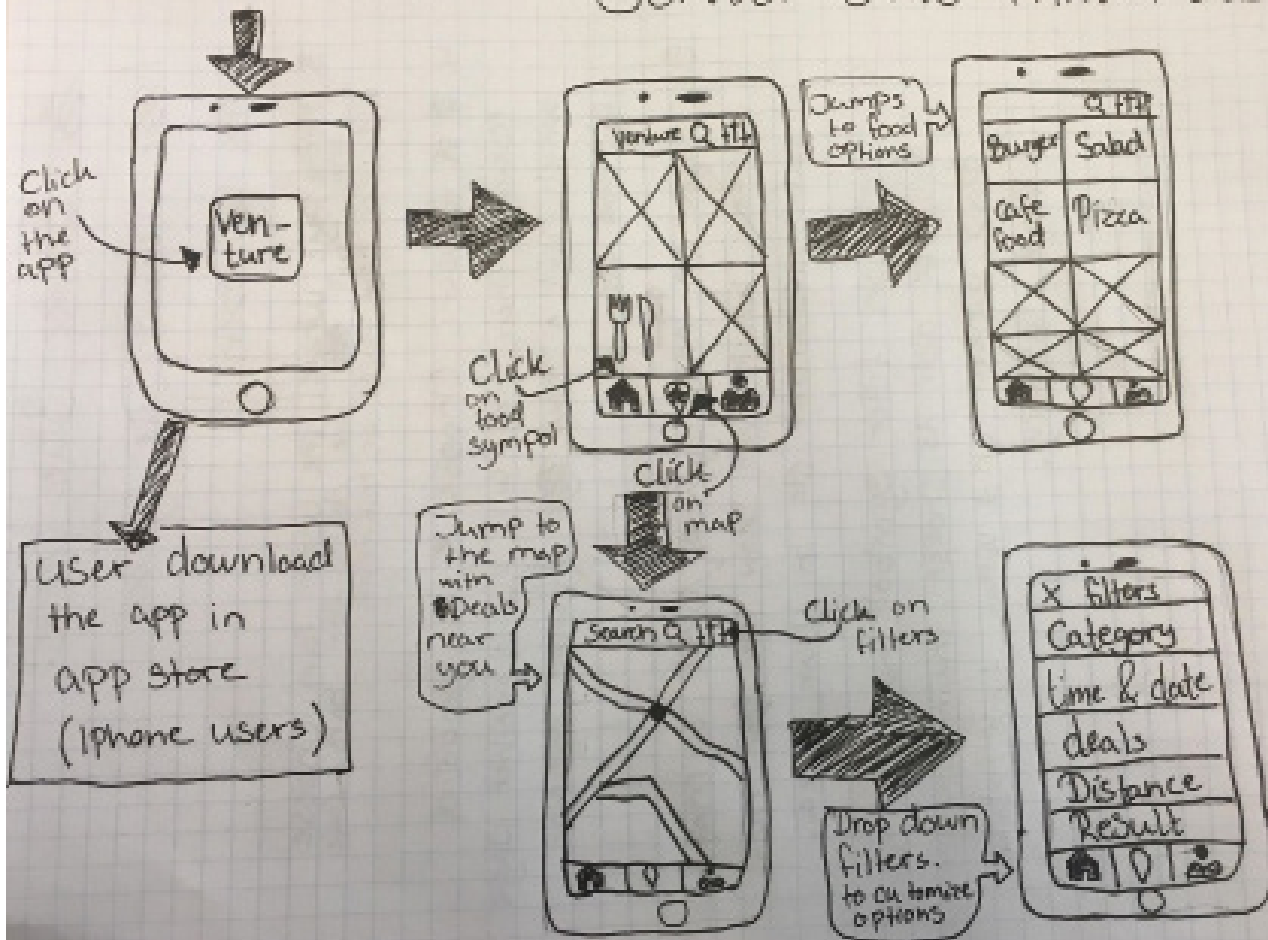 Click
on
the
app
Ven-
ture
user download
the app in
app store
(Iphone users)
Venture
Click
on
food
sympol
Click
on
map
Jumps
to food
options
Burger Salad
Cafe Pizza
food
Jump to
the map
with
Deals
near
you
Search
Click on
filters
Drop down
filters.
to cutomize
options
X filters
Category
time & date
deals
Distance
Result